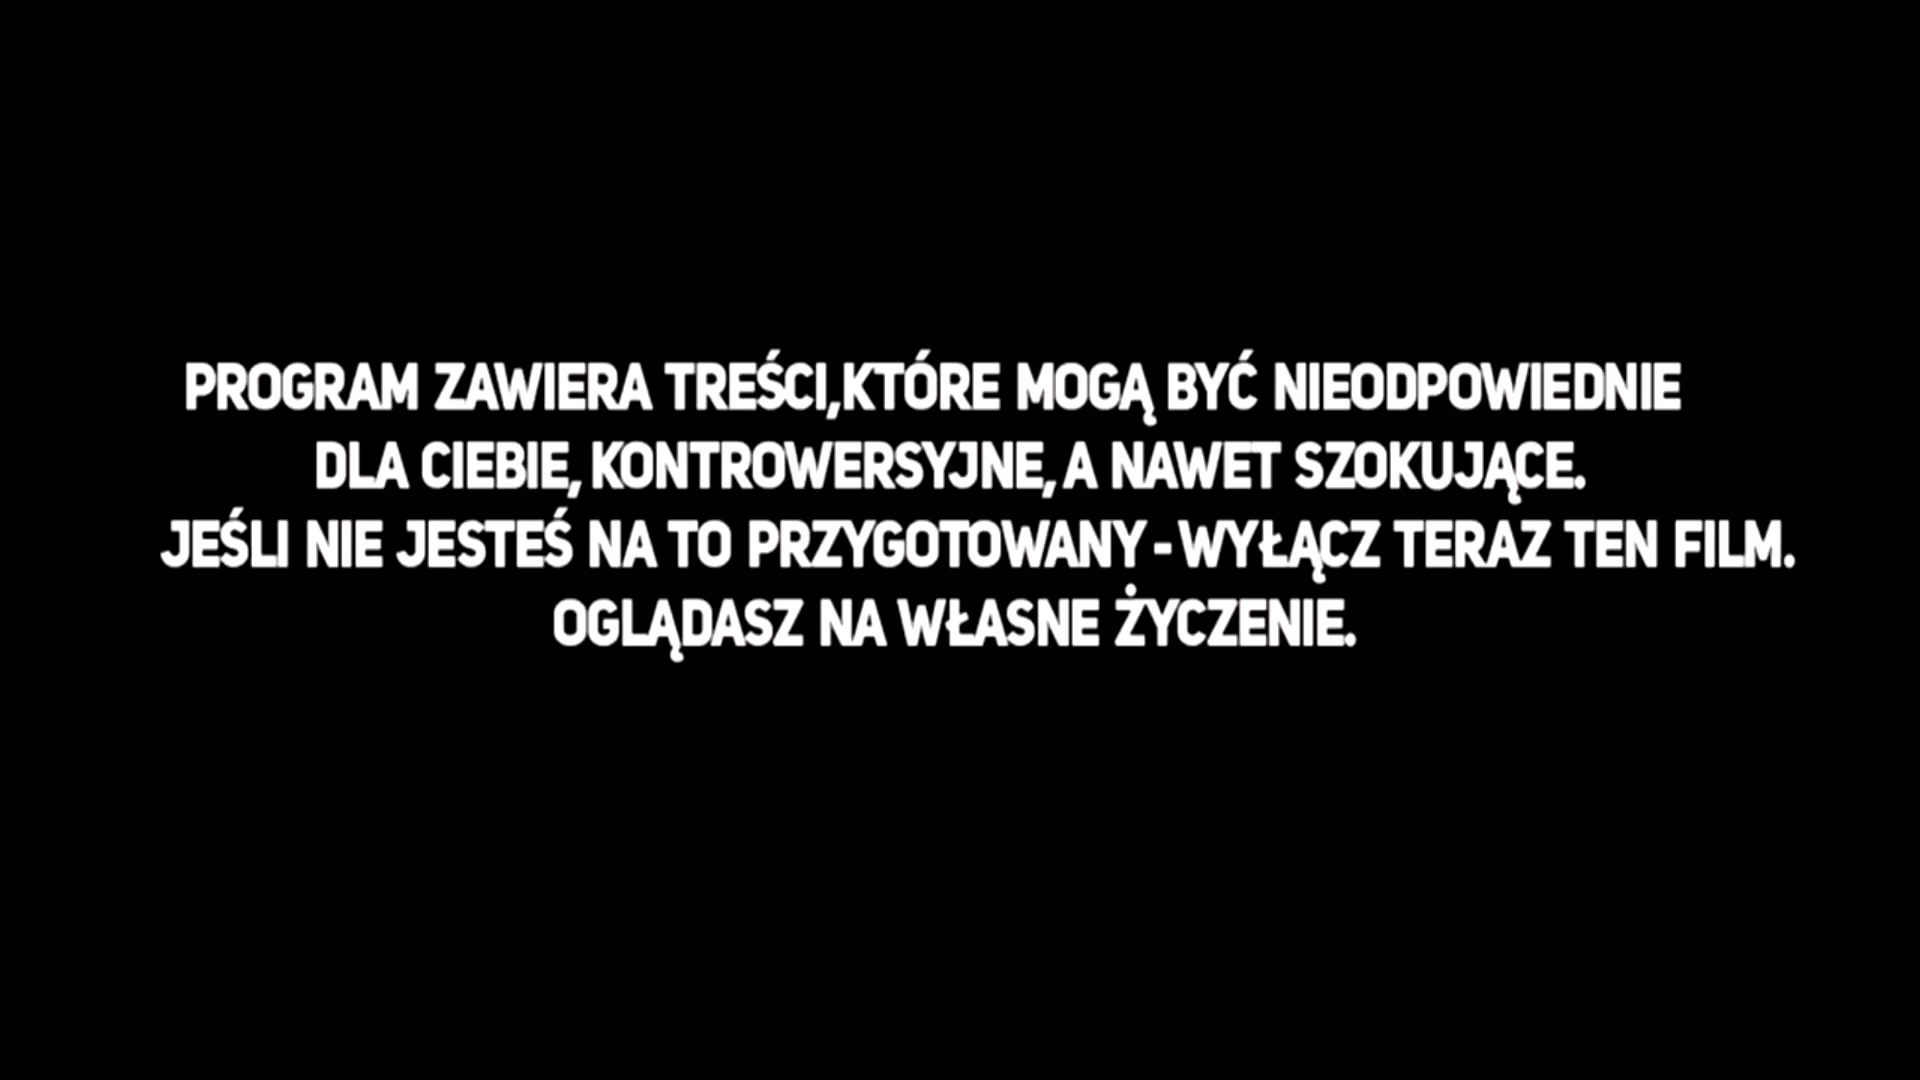 PROGRAM ZAWIERA TREŚCI,KTÓRE MOGĄ BYĆ NIEODPOWIEDNIE
DLA CIEBIE, KONTROWERSYJNE, A NAWET SZOKUJĄCE.
JEŚLI NIE JESTEŚ NA TO PRZYGOTOWANY - WYŁĄCZ TERAZ TEN FILM.
OGLĄDASZ NA WŁASNE ŻYCZENIE.